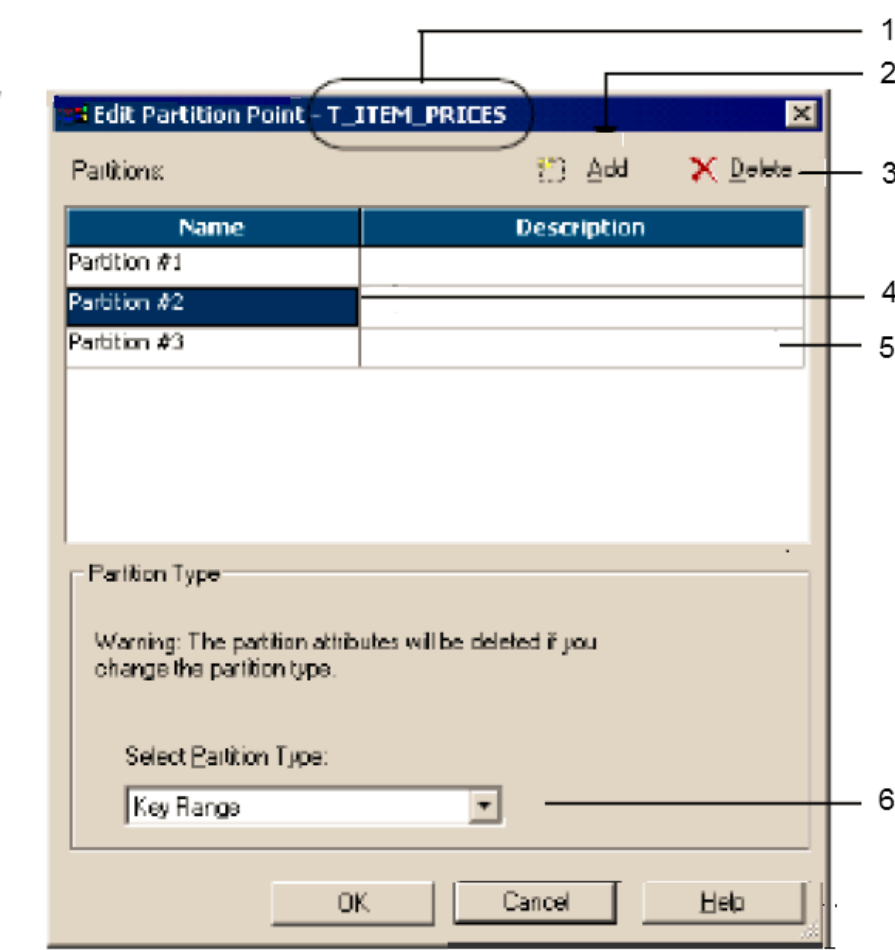 1
2
Edit Partition Point - T_ITEM_PRICES
Partitions: Add Delete 3
Name Description
Partition #1
Partition #2 4
Partition #3 5
Partition Type
Warning: The partition attributes will be deleted if you
change the partition type.
Select Partition Type:
Key Range 6
OK Cancel Help